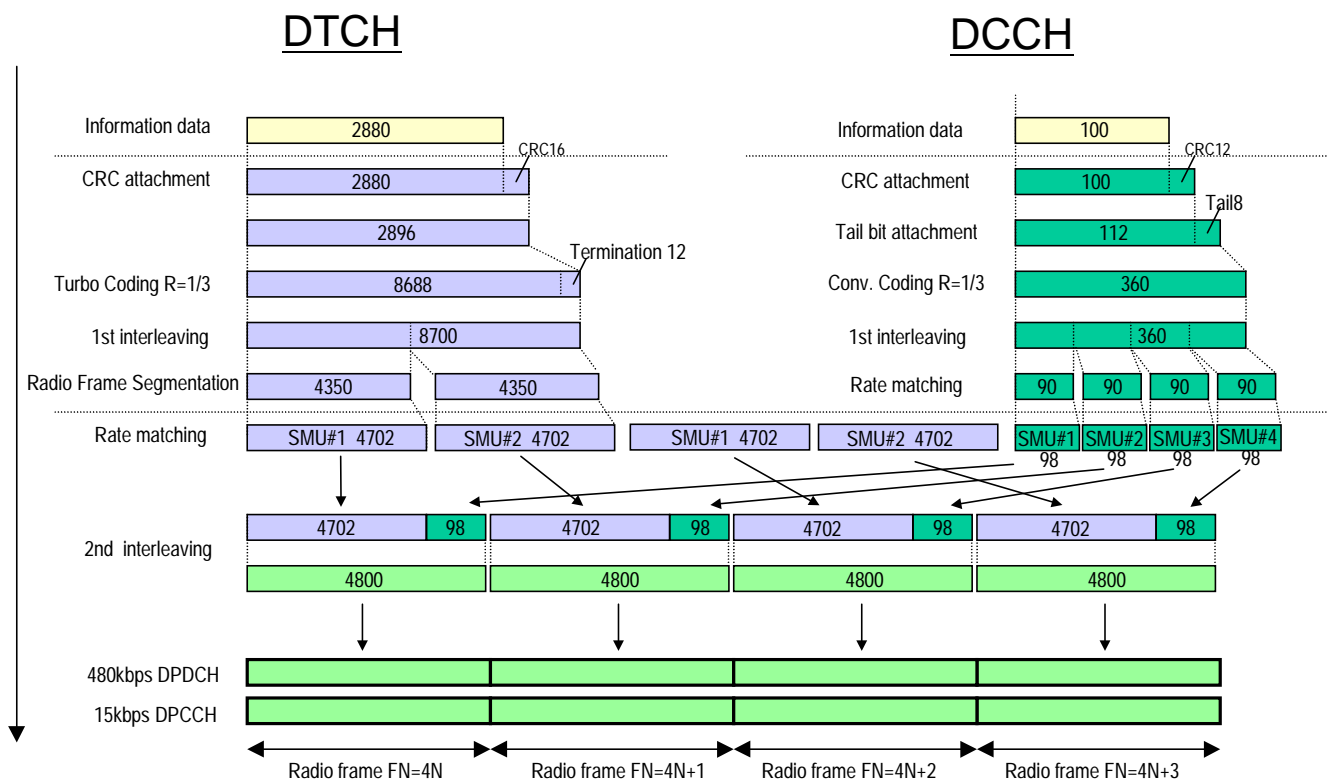 DTCH DCCH
Information data 2880 Information data 100
CRC16 CRC12
CRC attachment 2880 CRC attachment 100
Tail8
2896 Tail bit attachment 112
Termination 12
Turbo Coding R=1/3 8688 Conv. Coding R=1/3 360
1st interleaving 8700 1st interleaving 360
Radio Frame Segmentation 4350 4350 Rate matching 90 90 90 90
Rate matching SMU#1 4702 SMU#2 4702 SMU#1 4702 SMU#2 4702 SMU#1 SMU#2 SMU#3 SMU#4
98 98 98 98
4702 98 4702 98 4702 98 4702 98
2nd interleaving
4800 4800 4800 4800
480kbps DPDCH
15kbps DPCCH
Radio frame FN=4N Radio frame FN=4N+1 Radio frame FN=4N+2 Radio frame FN=4N+3